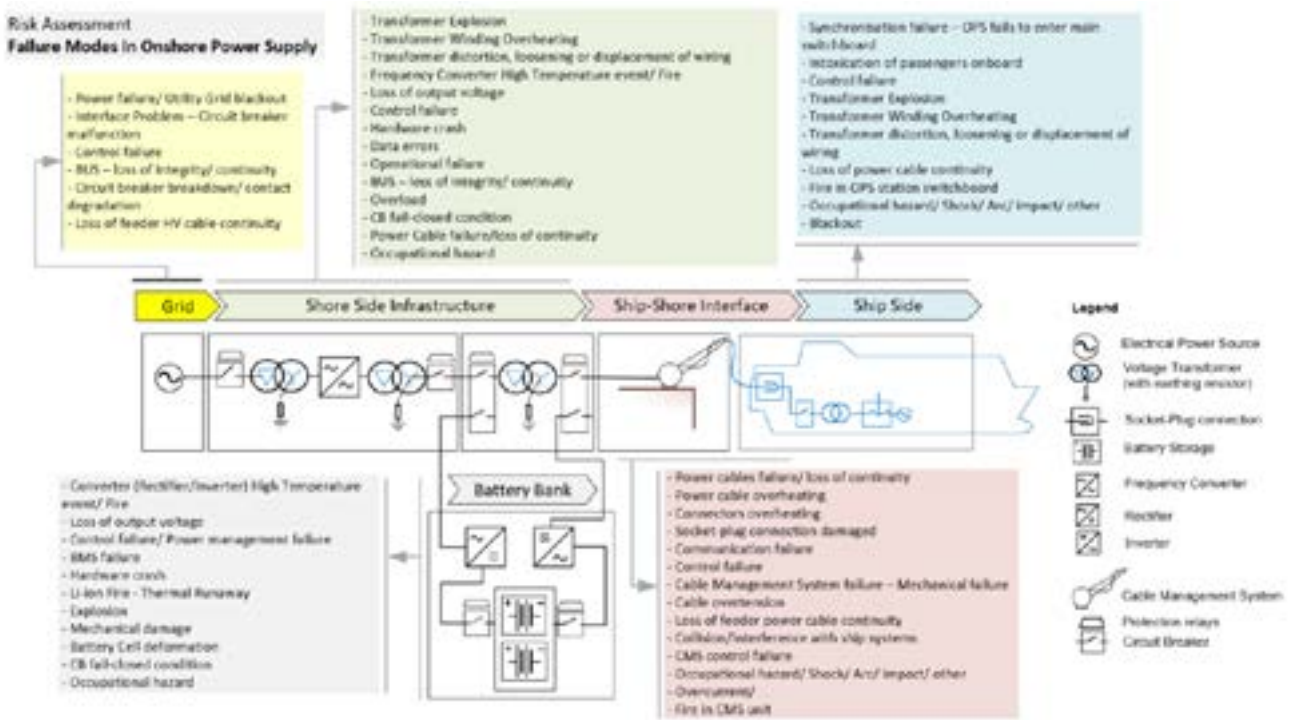 Risk Assessment
Failure Modes in Onshore Power Supply
- Power failure/ Utility Grid blackout
- Interface Problem – Circuit breaker
malfunction
- Control failure
- BUS – loss of integrity/ continuity
- Circuit breaker breakdown/ contact
degradation
- Loss of feeder HV cable continuity
- Transformer Explosion
- Transformer Winding Overheating
- Transformer distortion, loosening or displacement of wiring
- Frequency Converter High Temperature event/ Fire
- Loss of output voltage
- Control failure
- Hardware crash
- Data errors
- Operational failure
- BUS – loss of integrity/ continuity
- Overload
- CB fail-closed condition
- Power Cable failure/loss of continuity
- Occupational hazard
- Synchronisation failure – OPS fails to enter main
switchboard
- Intoxication of passengers onboard
- Control failure
- Transformer Explosion
- Transformer Winding Overheating
- Transformer distortion, loosening or displacement of
wiring
- Loss of power cable continuity
- Fire in OPS station switchboard
- Occupational hazard/ Shock/ Arc/ impact/ other
- Blackout
Grid
Shore Side Infrastructure
Ship-Shore Interface
Ship Side
Battery Bank
- Converter (Rectifier/Inverter) High Temperature
event/ Fire
- Loss of output voltage
- Control failure/ Power management failure
- BMS failure
- Hardware crash
- Li-Ion Fire - Thermal Runaway
- Explosion
- Mechanical damage
- Battery Cell deformation
- CB fail-closed condition
- Occupational hazard
- Power cables failure/ loss of continuity
- Power cable overheating
- Connectors overheating
- Socket-plug connection damaged
- Communication failure
- Control failure
- Cable Management System failure – Mechanical failure
- Cable overtension
- Loss of feeder power cable continuity
- Collision/interference with ship systems
- CMS control failure
- Occupational hazard/ Shock/ Arc/ impact/ other
- Overcurrent/
- Fire in CMS unit
Legend
Electrical Power Source
Voltage Transformer
(with earthing resistor)
Socket-Plug connection
Battery Storage
Frequency Converter
Rectifier
Inverter
Cable Management System
Protection relays
Circuit Breaker